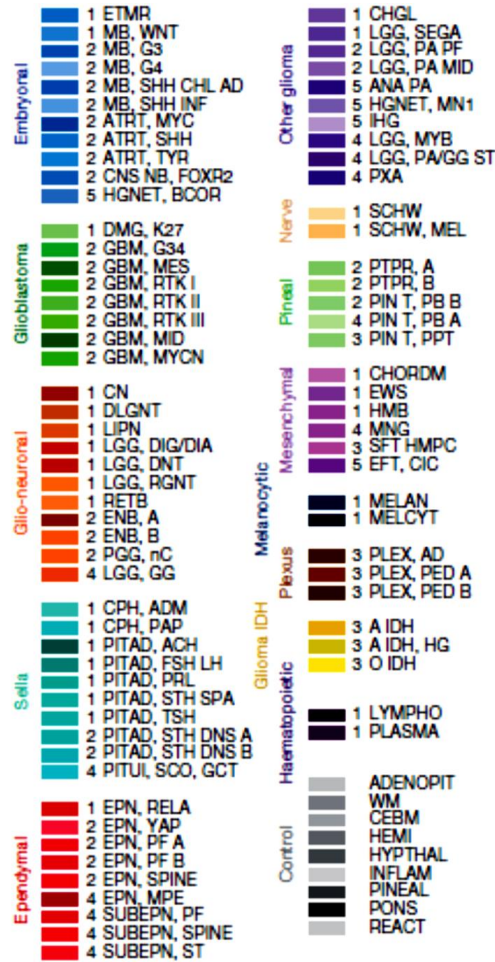 Embryonal
1 ETMR
1 MB, WNT
2 MB, G3
2 MB, G4
2 MB, SHH CHL AD
2 MB, SHH INF
2 ATRT, MYC
2 ATRT, SHH
2 ATRT, TYR
2 CNS NB, FOXR2
5 HGNET, BCOR
Glioblastoma
1 DMG, K27
2 GBM, G34
2 GBM, MES
2 GBM, RTK I
2 GBM, RTK II
2 GBM, RTK III
2 GBM, MID
2 GBM, MYCN
Glio-neuronal
1 CN
1 DLGNT
1 LIPN
1 LGG, DIG/DIA
1 LGG, DNT
1 LGG, RGNT
1 RETB
2 ENB, A
2 ENB, B
2 PGG, nC
4 LGG, GG
Sella
1 CPH, ADM
1 CPH, PAP
1 PITAD, ACH
1 PITAD, FSH LH
1 PITAD, PRL
1 PITAD, STH SPA
1 PITAD, TSH
2 PITAD, STH DNS A
2 PITAD, STH DNS B
4 PITUI, SCO, GCT
Ependymal
1 EPN, RELA
2 EPN, YAP
2 EPN, PF A
2 EPN, PF B
2 EPN, SPINE
4 EPN, MPE
4 SUBEPN, PF
4 SUBEPN, SPINE
4 SUBEPN, ST
Other glioma
1 CHGL
1 LGG, SEGA
2 LGG, PA PF
2 LGG, PA MID
5 ANA PA
5 HGNET, MN1
5 IHG
4 LGG, MYB
4 LGG, PA/GG ST
4 PXA
Nerve
1 SCHW
1 SCHW, MEL
Pineal
2 PTPR, A
2 PTPR, B
2 PIN T, PB B
4 PIN T, PB A
3 PIN T, PPT
Mesenchymal
1 CHORDM
1 EWS
1 HMB
4 MNG
3 SFT HMPC
5 EFT, CIC
Melanocytic
1 MELAN
1 MELCYT
Plexus
3 PLEX, AD
3 PLEX, PED A
3 PLEX, PED B
Glioma IDH
3 A IDH
3 A IDH, HG
3 O IDH
Haematopoietic
1 LYMPHO
1 PLASMA
Control
ADENOPIT
WM
CEBM
HEMI
HYPTHAL
INFLAM
PINEAL
PONS
REACT